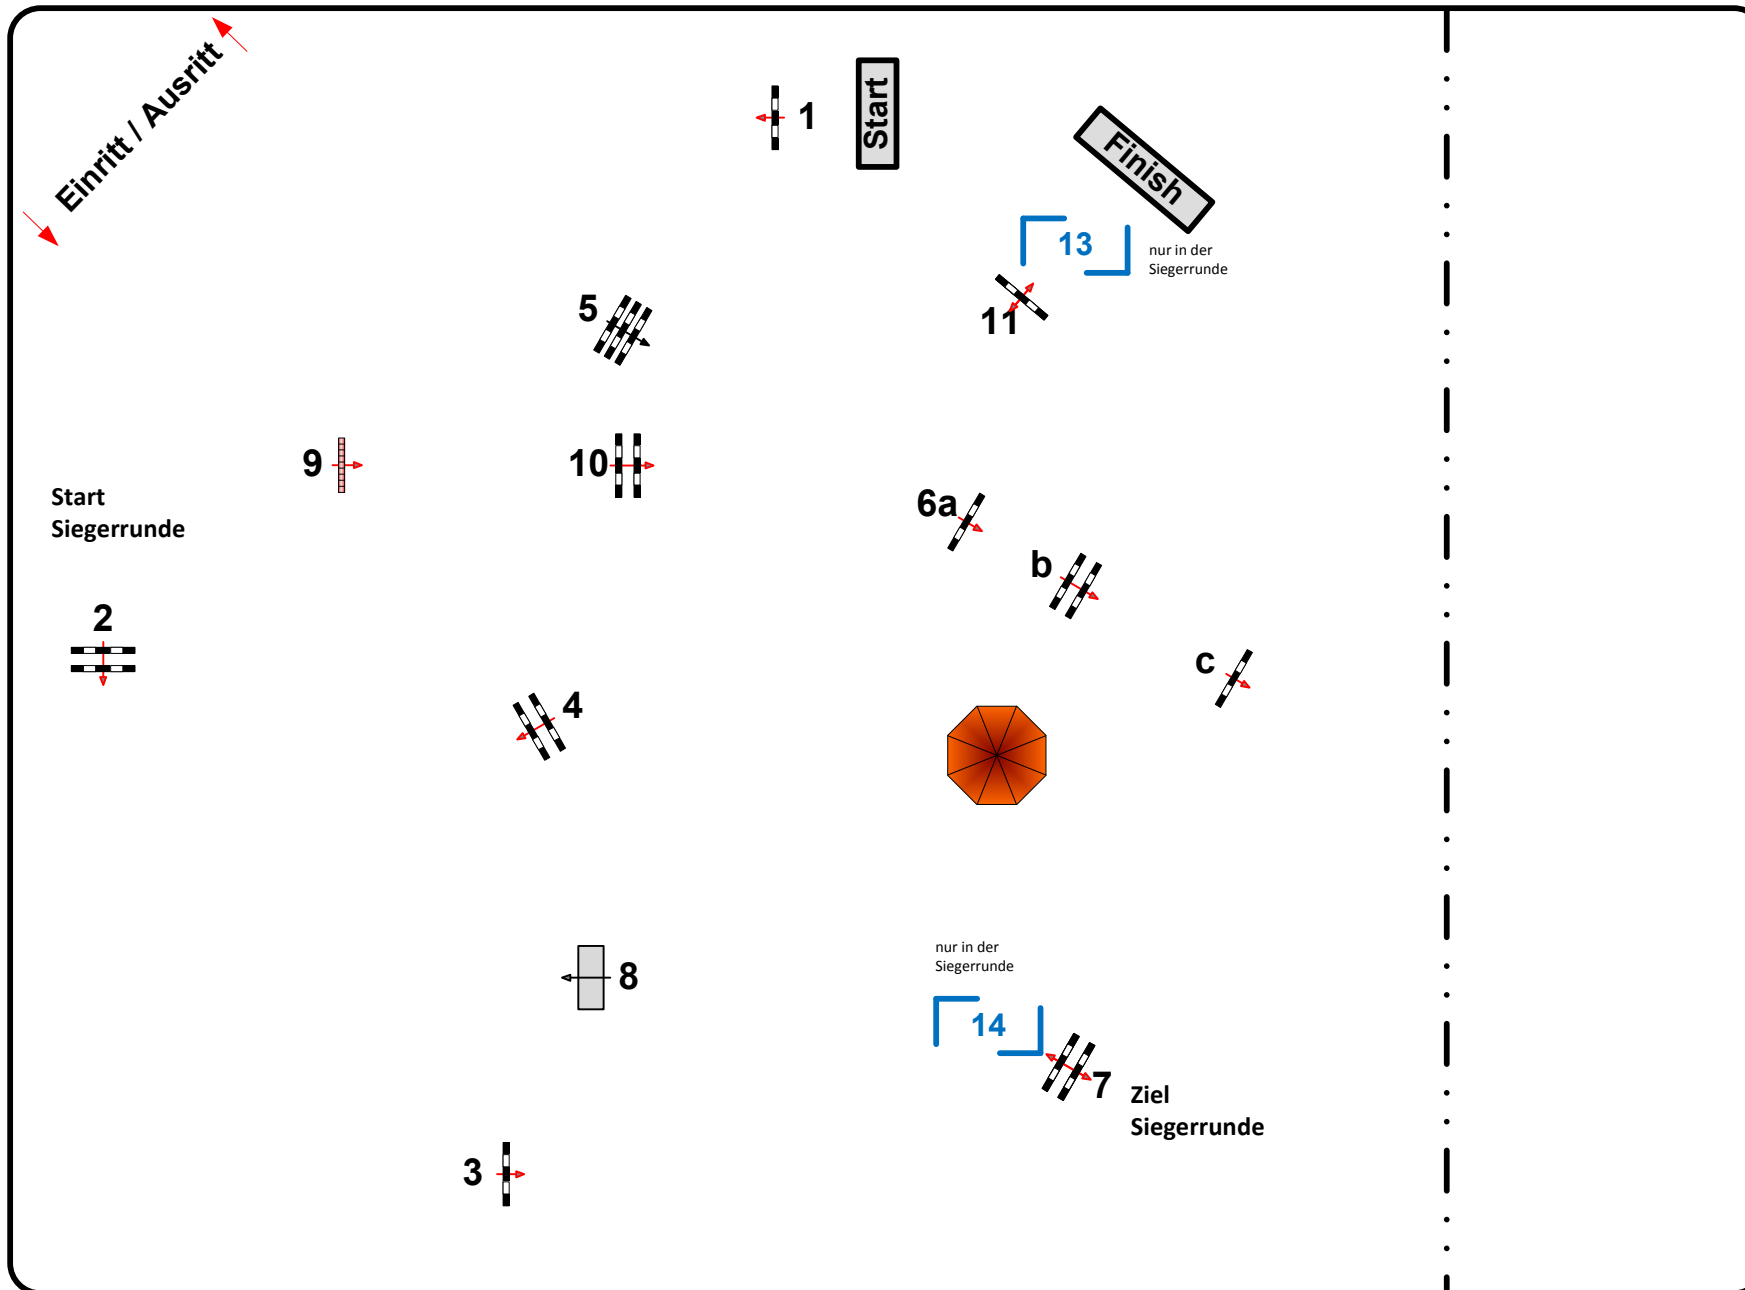 Einritt / Ausritt
1
Start
Finish
13
nur in der
Siegerrunde
5
11
9
10
Start
Siegerrunde
6a
b
2
c
4
nur in der
Siegerrunde
8
14
7
Ziel
Siegerrunde
3